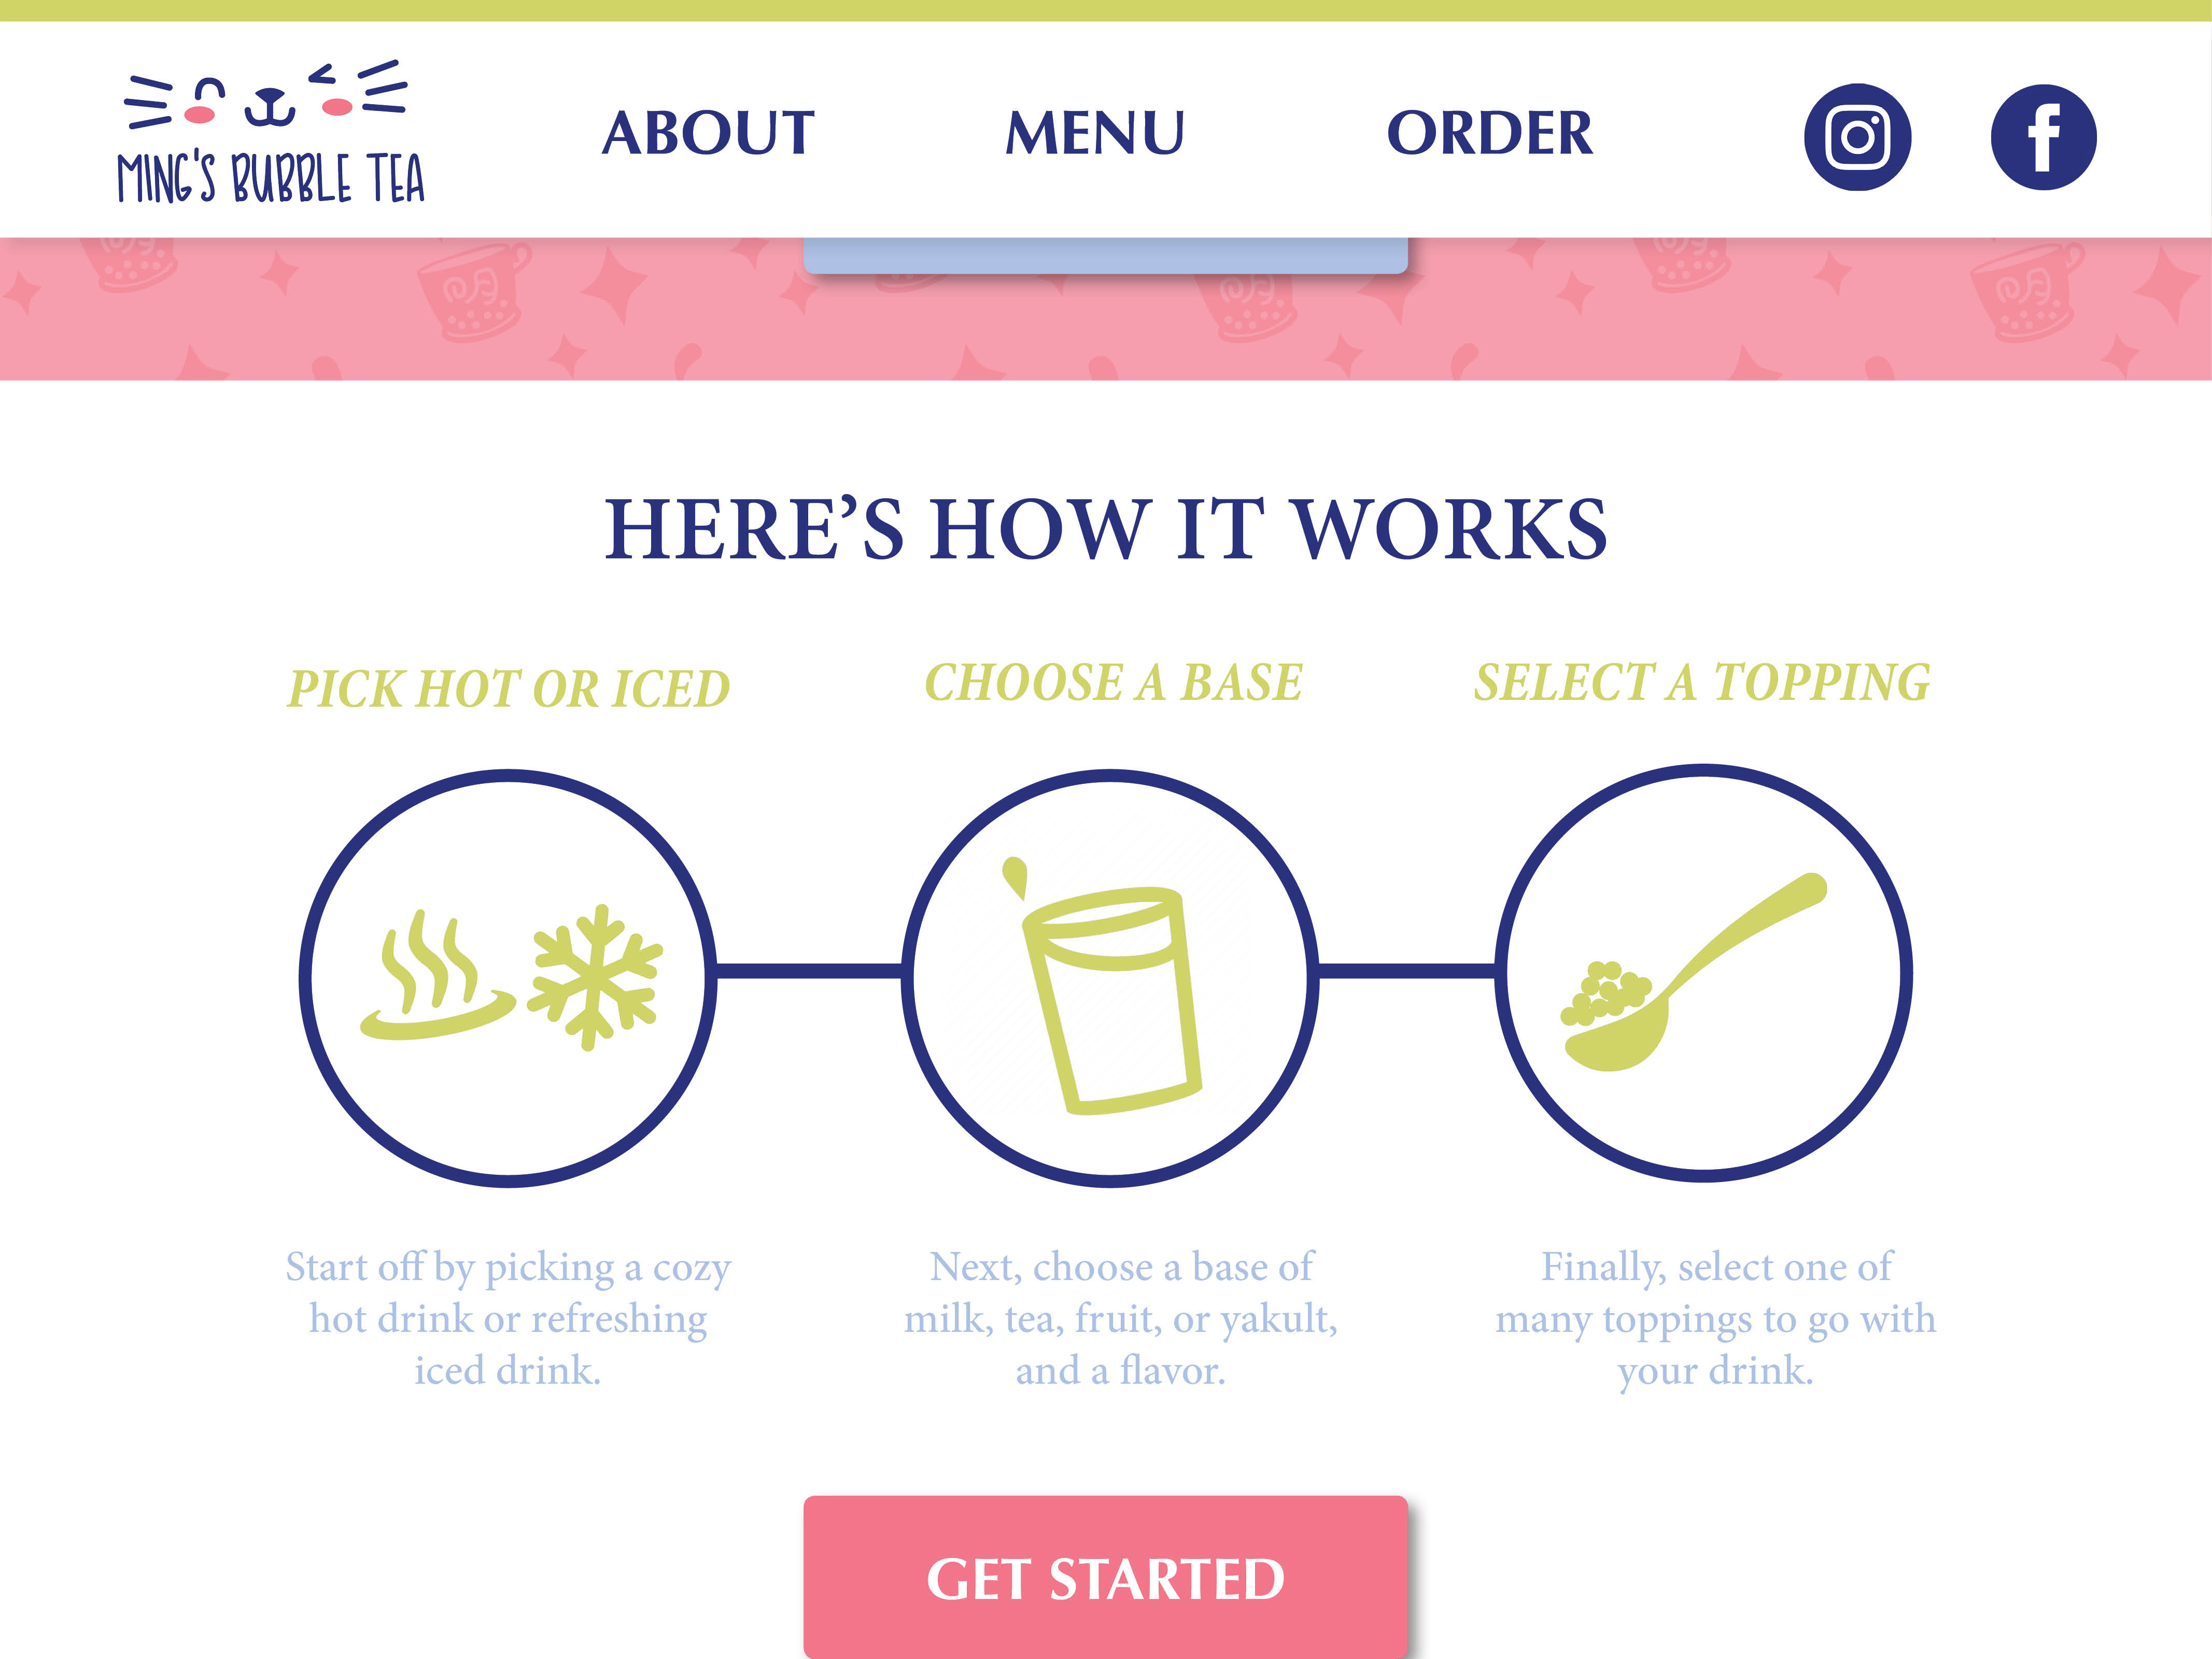 MING'S BUBBLE TEA
ABOUT
MENU
ORDER
HERE’S HOW IT WORKS
PICK HOT OR ICED
CHOOSE A BASE
SELECT A TOPPING
Start off by picking a cozy
hot drink or refreshing
iced drink.
Next, choose a base of
milk, tea, fruit, or yakult,
and a flavor.
Finally, select one of
many toppings to go with
your drink.
GET STARTED